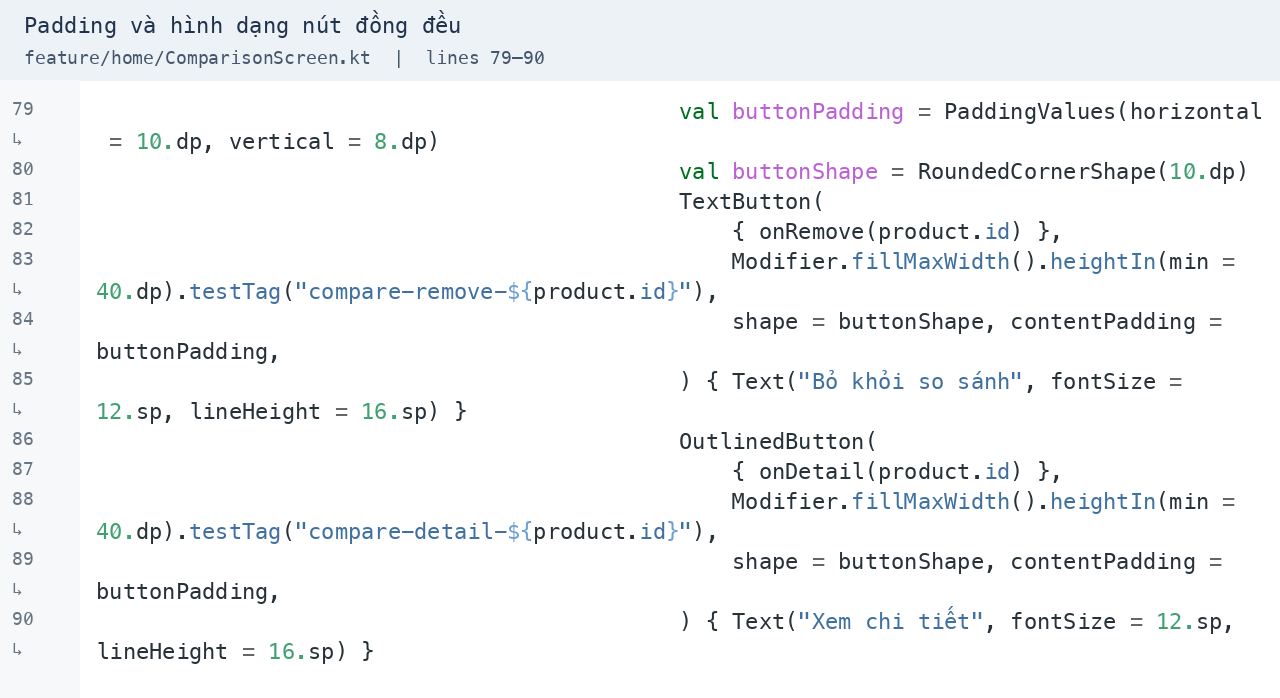 Padding và hình dạng nút đồng đều
feature/home/ComparisonScreen.kt  |  lines 79–90
79 val buttonPadding = PaddingValues(horizontal
↳ = 10.dp, vertical = 8.dp)
80 val buttonShape = RoundedCornerShape(10.dp)
81 TextButton(
82 { onRemove(product.id) },
83 Modifier.fillMaxWidth().heightIn(min =
↳ 40.dp).testTag("compare-remove-${product.id}"),
84 shape = buttonShape, contentPadding =
↳ buttonPadding,
85 ) { Text("Bỏ khỏi so sánh", fontSize =
↳ 12.sp, lineHeight = 16.sp) }
86 OutlinedButton(
87 { onDetail(product.id) },
88 Modifier.fillMaxWidth().heightIn(min =
↳ 40.dp).testTag("compare-detail-${product.id}"),
89 shape = buttonShape, contentPadding =
↳ buttonPadding,
90 ) { Text("Xem chi tiết", fontSize = 12.sp,
↳ lineHeight = 16.sp) }